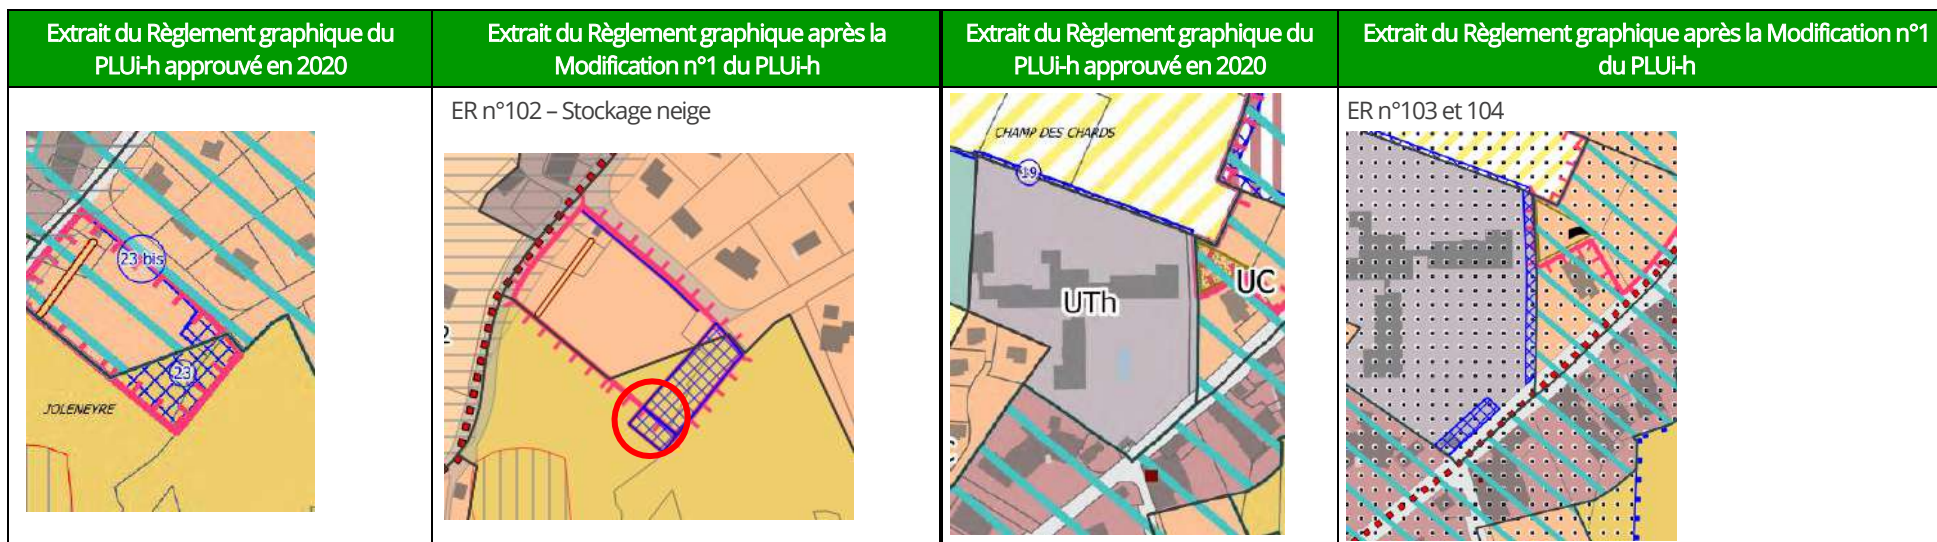 Extrait du Règlement graphique du
PLUi-h approuvé en 2020
Extrait du Règlement graphique après la
Modification n°1 du PLUi-h
Extrait du Règlement graphique du
PLUi-h approuvé en 2020
Extrait du Règlement graphique après la Modification n°1
du PLUi-h
23 bis
23
JOLENEYRE
ER n°102 – Stockage neige
2
CHAMP DES CHARDS
19
UTh
UC
ER n°103 et 104